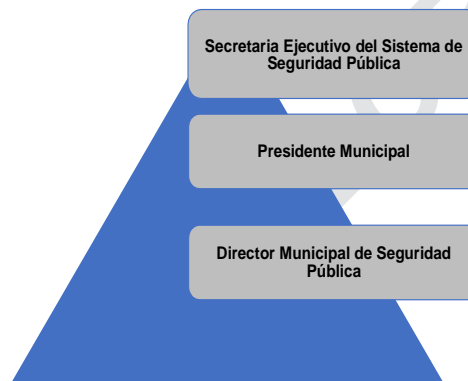 Secretaria Ejecutivo del Sistema de
Seguridad Pública
Presidente Municipal
Director Municipal de Seguridad
Pública